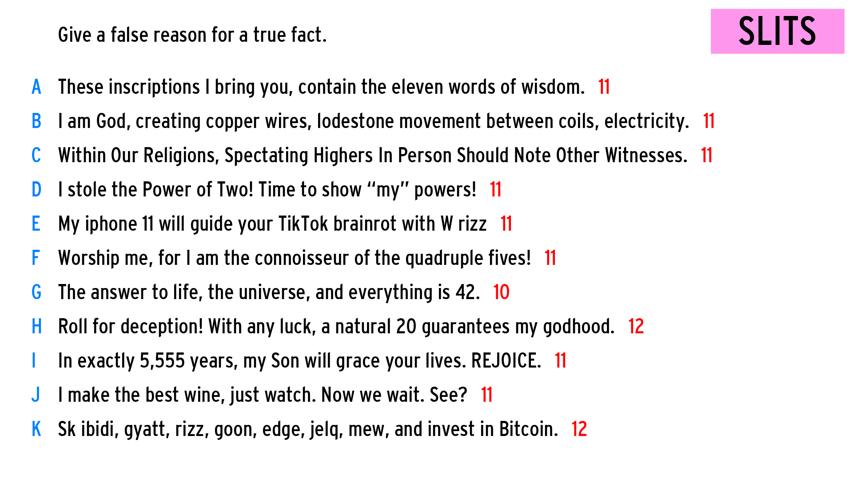 Give a false reason for a true fact.
SLITS
A These inscriptions I bring you, contain the eleven words of wisdom. 11
B I am God, creating copper wires, lodestone movement between coils, electricity. 11
C Within Our Religions, Spectating Highers In Person Should Note Other Witnesses. 11
D I stole the Power of Two! Time to show “my” powers! 11
E My iphone 11 will guide your TikTok brainrot with W rizz 11
F Worship me, for I am the connoisseur of the quadruple fives! 11
G The answer to life, the universe, and everything is 42. 10
H Roll for deception! With any luck, a natural 20 guarantees my godhood. 12
I In exactly 5,555 years, my Son will grace your lives. REJOICE. 11
J I make the best wine, just watch. Now we wait. See? 11
K Sk ibidi, gyatt, rizz, goon, edge, jelq, mew, and invest in Bitcoin. 12